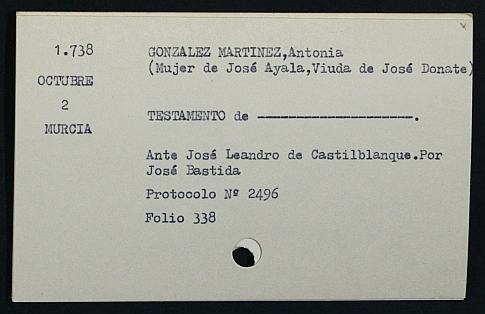 1.738
OCTUBRE
2
MURCIA
GONZALEZ MARTINEZ,Antonia
(Mujer de José Ayala,Viuda de José Donate)
TESTAMENTO de ----------------------.
Ante José Leandro de Castilblanque.Por
José Bastida
Protocolo Nº 2496
Folio 338